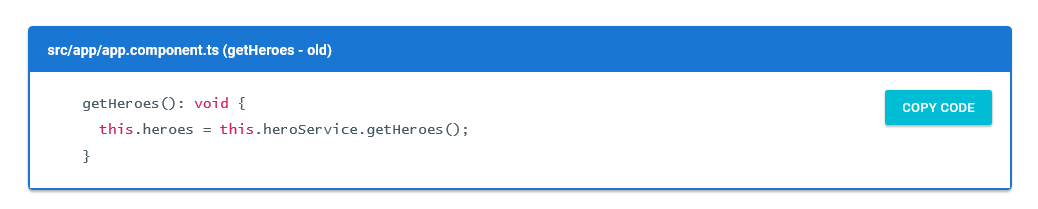 src/app/app.component.ts (getHeroes - old)
getHeroes(): void {
  this.heroes = this.heroService.getHeroes();
}
COPY CODE